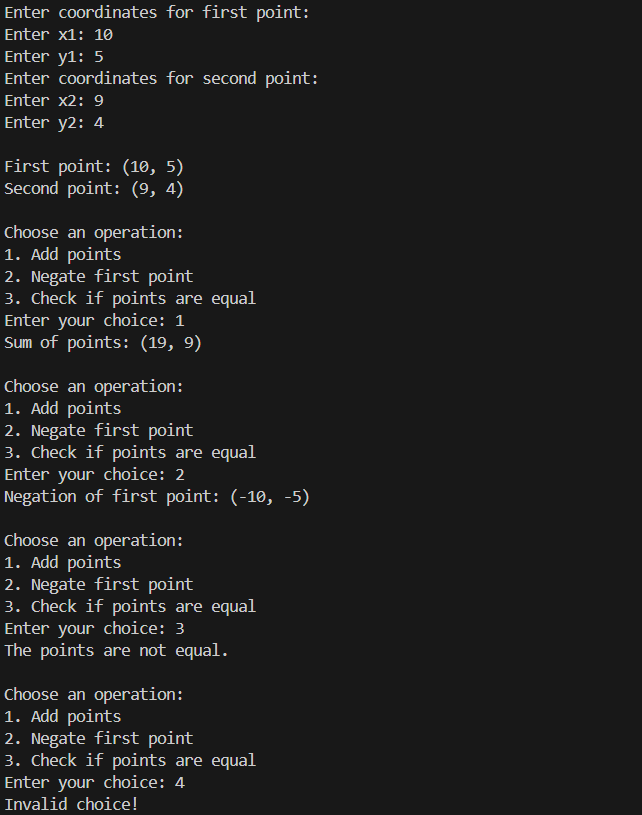 Enter coordinates for first point:
Enter x1: 10
Enter y1: 5
Enter coordinates for second point:
Enter x2: 9
Enter y2: 4
First point: (10, 5)
Second point: (9, 4)
Choose an operation:
1. Add points
2. Negate first point
3. Check if points are equal
Enter your choice: 1
Sum of points: (19, 9)
Choose an operation:
1. Add points
2. Negate first point
3. Check if points are equal
Enter your choice: 2
Negation of first point: (-10, -5)
Choose an operation:
1. Add points
2. Negate first point
3. Check if points are equal
Enter your choice: 3
The points are not equal.
Choose an operation:
1. Add points
2. Negate first point
3. Check if points are equal
Enter your choice: 4
Invalid choice!